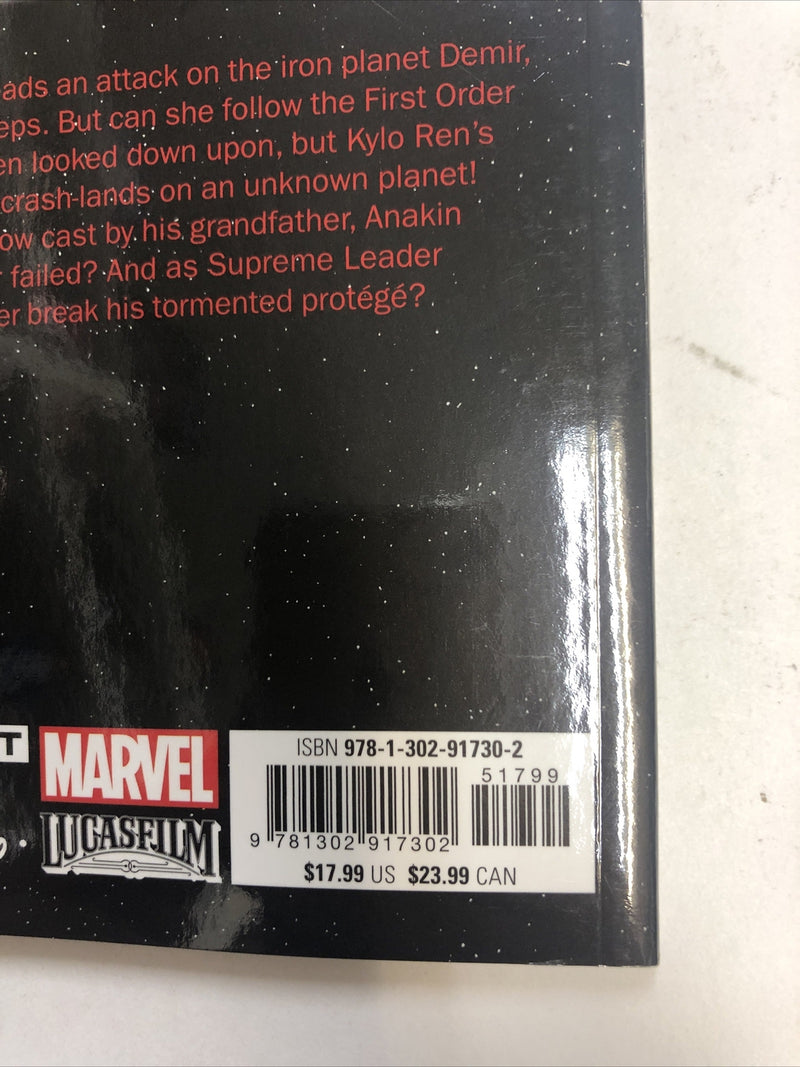 ads an attack on the iron planet Demir,
eps. But can she follow the First Order
en looked down upon, but Kylo Ren's
crash-lands on an unknown planet!
ow cast by his grandfather, Anakin
r failed? And as Supreme Leader
er break his tormented protégé?
T
MARVEL
LUCASFILM
ISBN 978-1-302-91730-2
51799
9 781302 917302
$17.99 US $23.99 CAN